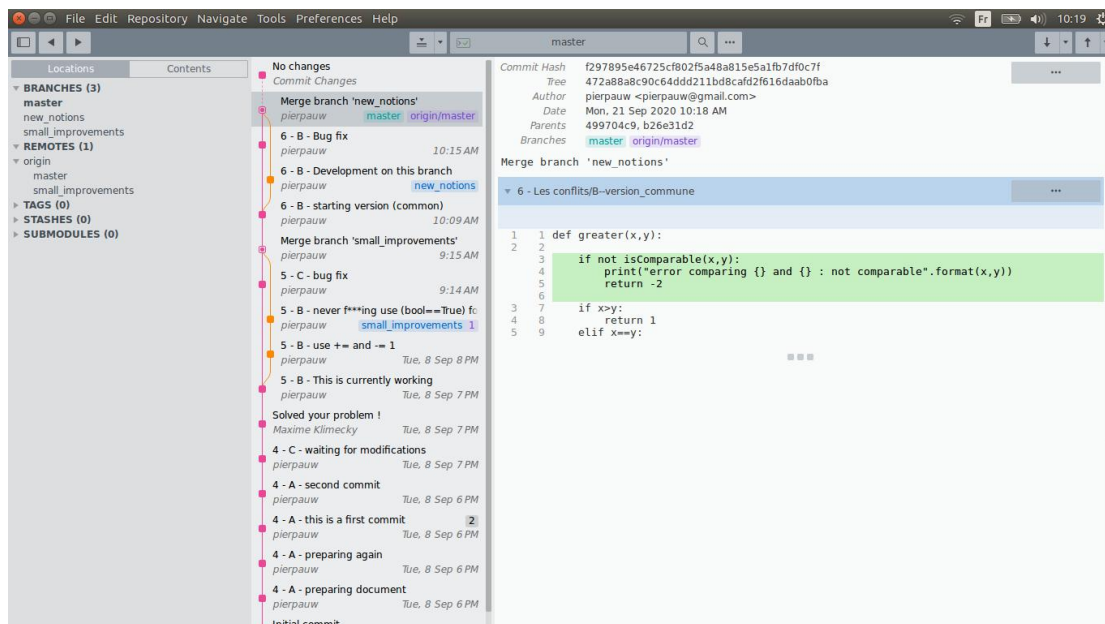 File Edit Repository Navigate Tools Preferences Help
Fr
10:19
master
Locations
Contents
BRANCHES (3)
master
new_notions
small_improvements
REMOTES (1)
origin
master
small_improvements
TAGS (0)
STASHES (0)
SUBMODULES (0)
No changes
Commit Changes
Merge branch 'new_notions'
pierpauw master origin/master
6 - B - Bug fix
pierpauw 10:15 AM
6 - B - Development on this branch
pierpauw new_notions
6 - B - starting version (common)
pierpauw 10:09 AM
Merge branch 'small_improvements'
pierpauw 9:15 AM
5 - C - bug fix
pierpauw 9:14 AM
5 - B - never f***ing use (bool==True) fo
pierpauw small_improvements 1
5 - B - use += and -= 1
pierpauw Tue, 8 Sep 8 PM
5 - B - This is currently working
pierpauw Tue, 8 Sep 7 PM
Solved your problem !
Maxime Klimecky Tue, 8 Sep 7 PM
4 - C - waiting for modifications
pierpauw Tue, 8 Sep 7 PM
4 - A - second commit
pierpauw Tue, 8 Sep 6 PM
4 - A - this is a first commit 2
pierpauw Tue, 8 Sep 6 PM
4 - A - preparing again
pierpauw Tue, 8 Sep 6 PM
4 - A - preparing document
pierpauw Tue, 8 Sep 6 PM
Initial commit
Commit Hash f297895e46725cf802f5a48a815e5a1fb7df0c7f
Tree 472a88a8c90c64ddd211bd8cafd2f616daab0fba
Author pierpauw <pierpauw@gmail.com>
Date Mon, 21 Sep 2020 10:18 AM
Parents 499704c9, b26e31d2
Branches master origin/master
Merge branch 'new_notions'
6 - Les conflits/B--version_commune
1 1 def greater(x,y):
2 2
3 if not isComparable(x,y):
4 print("error comparing {} and {} : not comparable".format(x,y))
5 return -2
6
3 7 if x>y:
4 8 return 1
5 9 elif x==y: